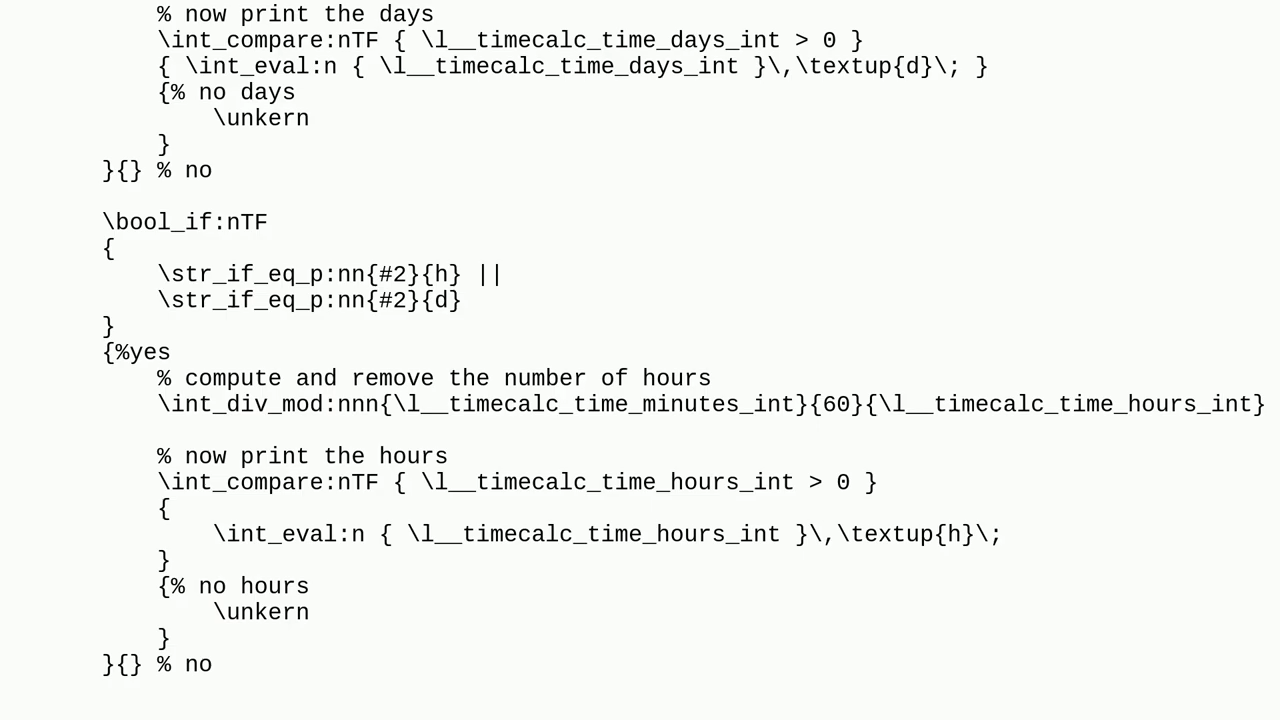 % now print the days
\int_compare:nTF { \l__timecalc_time_days_int > 0 }
{ \int_eval:n { \l__timecalc_time_days_int }\,\textup{d}\; }
{% no days
\unkern
}
}{} % no
\bool_if:nTF
{
\str_if_eq_p:nn{#2}{h} ||
\str_if_eq_p:nn{#2}{d}
}
{%yes
% compute and remove the number of hours
\int_div_mod:nnn{\l__timecalc_time_minutes_int}{60}{\l__timecalc_time_hours_int}
% now print the hours
\int_compare:nTF { \l__timecalc_time_hours_int > 0 }
{
\int_eval:n { \l__timecalc_time_hours_int }\,\textup{h}\;
}
{% no hours
\unkern
}
}{} % no